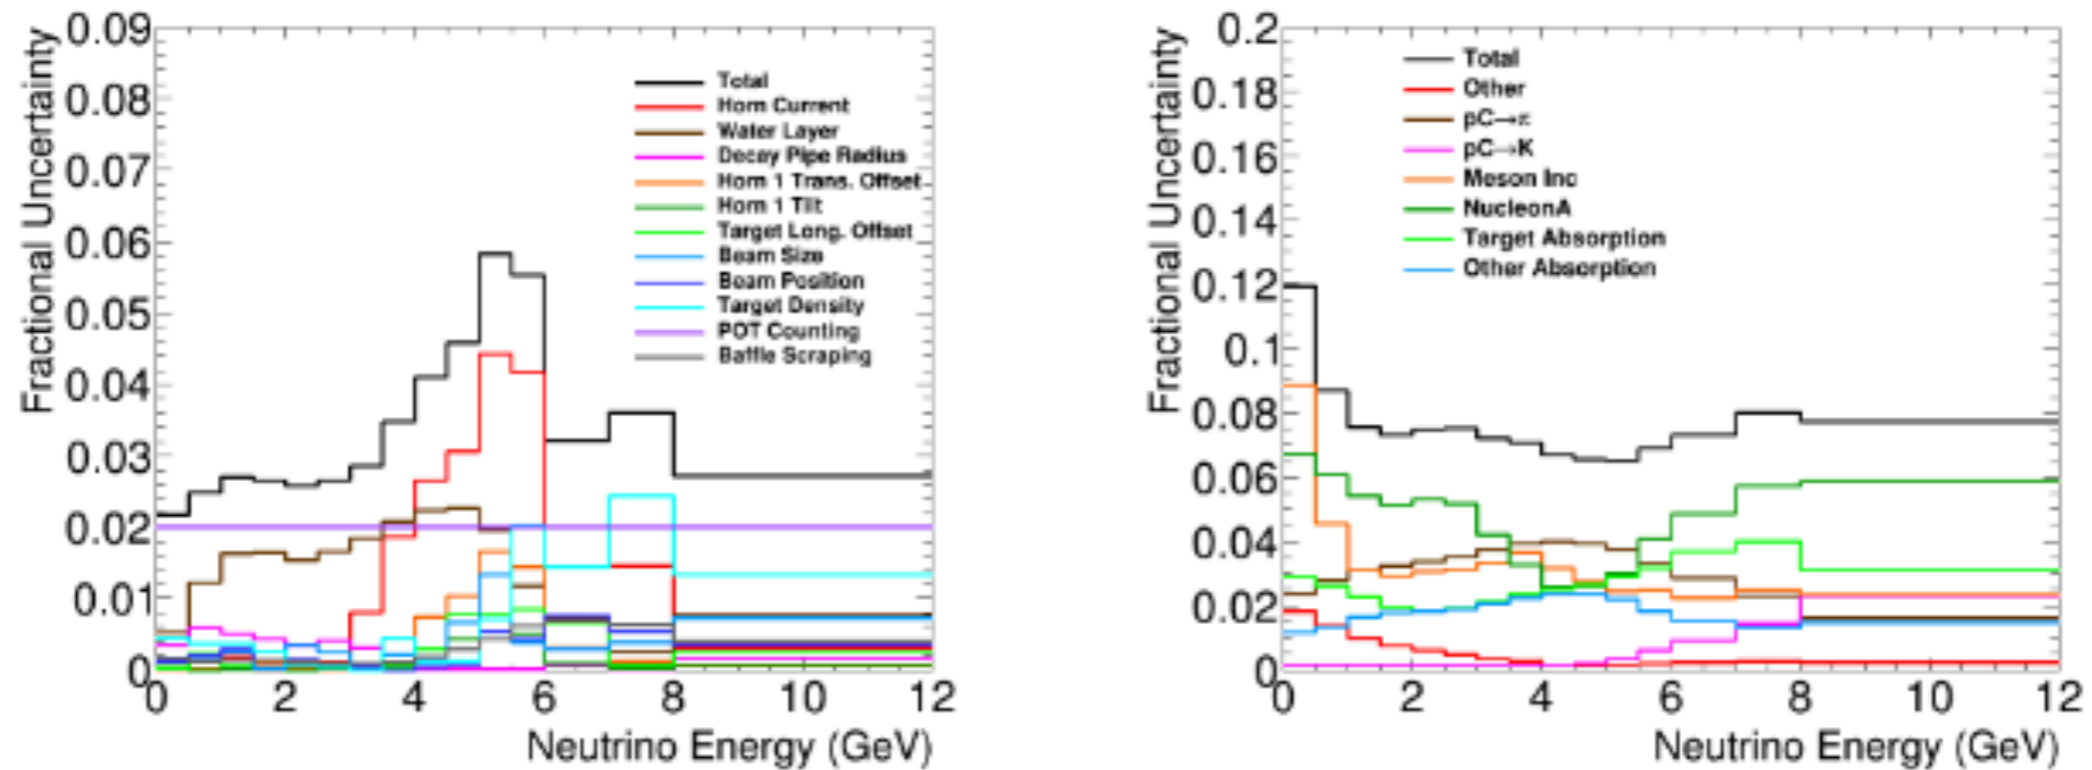 Fractional Uncertainty
0.09
0.08
0.07
0.06
0.05
0.04
0.03
0.02
0.01
0
Total
Horn Current
Water Layer
Decay Pipe Radius
Horn 1 Trans. Offset
Horn 1 Tilt
Target Long. Offset
Beam Size
Beam Position
Target Density
POT Counting
Baffle Scraping
0 2 4 6 8 10 12
Neutrino Energy (GeV)
Fractional Uncertainty
0.2
0.18
0.16
0.14
0.12
0.1
0.08
0.06
0.04
0.02
0
Total
Other
pC→π
pC→K
Meson Inc
NucleonA
Target Absorption
Other Absorption
0 2 4 6 8 10 12
Neutrino Energy (GeV)